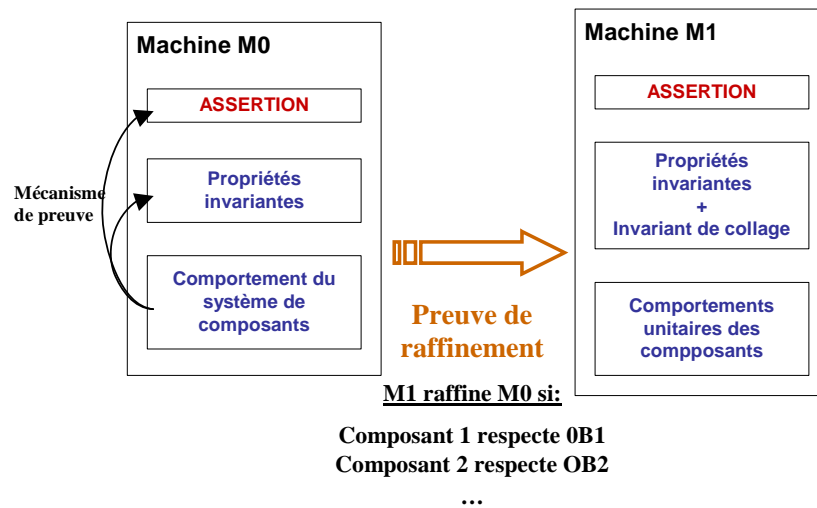 Machine M0
ASSERTION
Propriétés
invariantes
Comportement du
système de
composants
Mécanisme
de preuve
Preuve de
raffinement
M1 raffine M0 si:
Composant 1 respecte 0B1
Composant 2 respecte OB2
…
Machine M1
ASSERTION
Propriétés
invariantes
+
Invariant de collage
Comportements
unitaires des
compposants